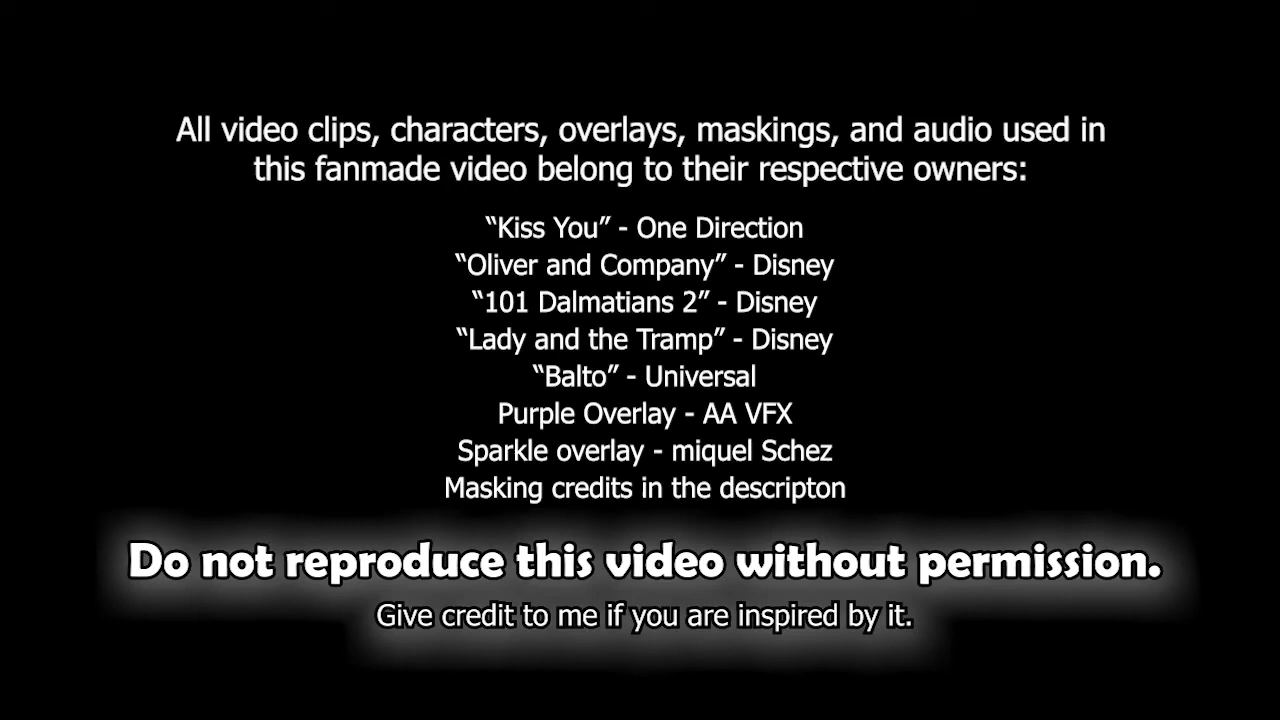 All video clips, characters, overlays, maskings, and audio used in
this fanmade video belong to their respective owners:
“Kiss You” - One Direction
“Oliver and Company” - Disney
“101 Dalmatians 2” - Disney
“Lady and the Tramp” - Disney
“Balto” - Universal
Purple Overlay - AA VFX
Sparkle overlay - miquel Schez
Masking credits in the descripton
Do not reproduce this video without permission.
Give credit to me if you are inspired by it.